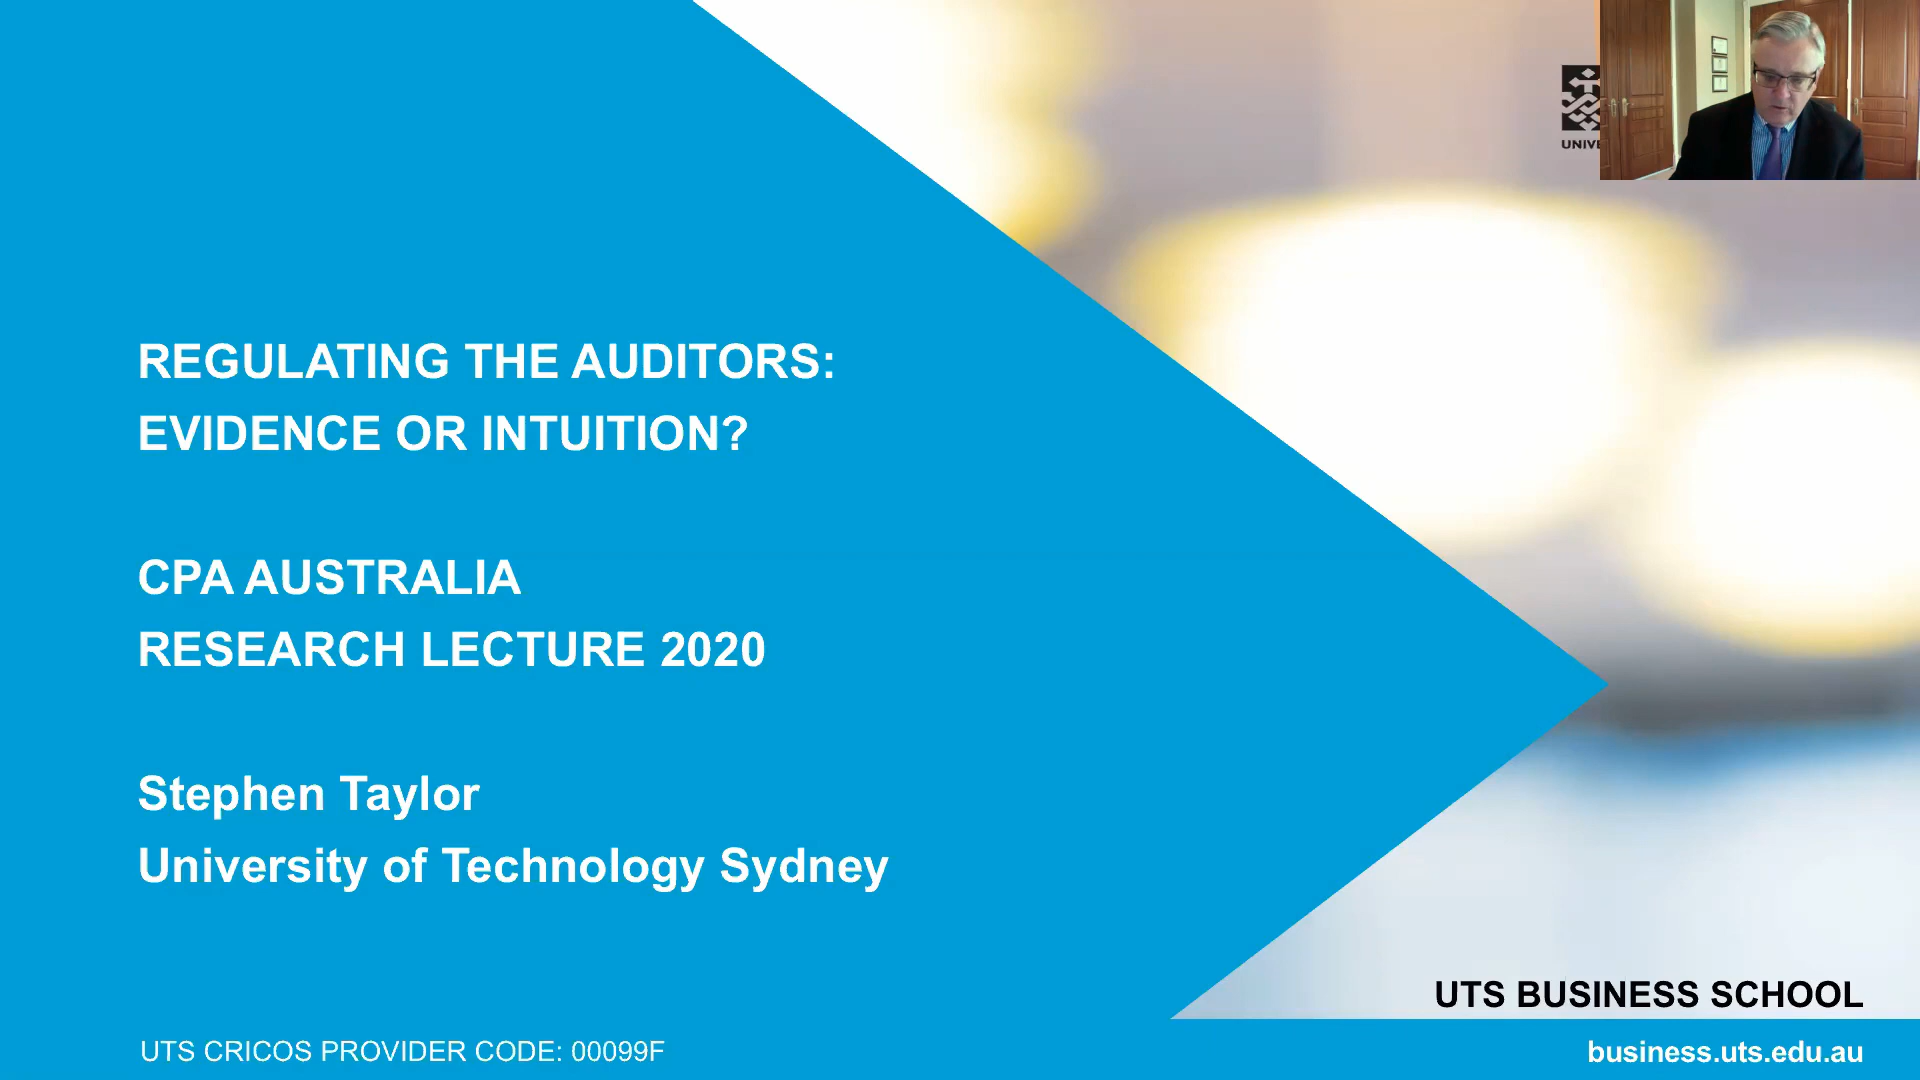 REGULATING THE AUDITORS:
EVIDENCE OR INTUITION?
CPA AUSTRALIA
RESEARCH LECTURE 2020
Stephen Taylor
University of Technology Sydney
UNIVE
UTS BUSINESS SCHOOL
UTS CRICOS PROVIDER CODE: 00099F
business.uts.edu.au